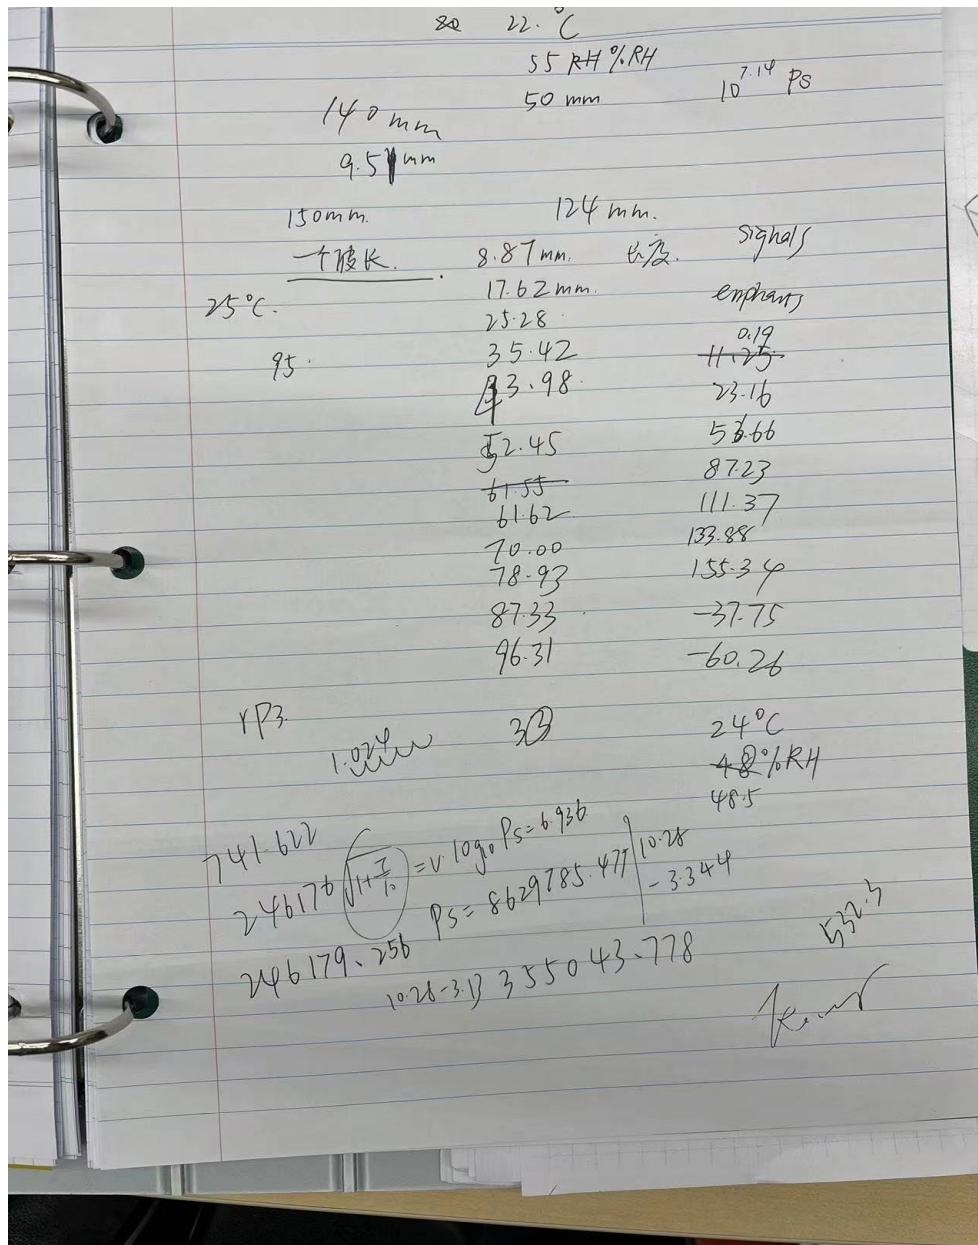 22.°C
55 %RH
50 mm 10^7.14 Ps
140 mm
9.5 mm
150mm. 124 mm.
一个波长. 8.87mm. 长度. signals
25°C. 17.62mm.
25.28
95. 35.42 0.19
11.25
43.98 23.16
52.45 53.66
61.55 87.23
61.62 111.37
70.00 133.88
78.93 155.34
87.33 -37.75
96.31 -60.26
rp3. 33 24°C
1.024 48%RH
48.5
741.622
246176 √1+I/I₀ = v. log10 Ps=6.936 10.28
Ps= 8629785.477 -3.344
246179.256
10.28-3.13 355043.778 532.3